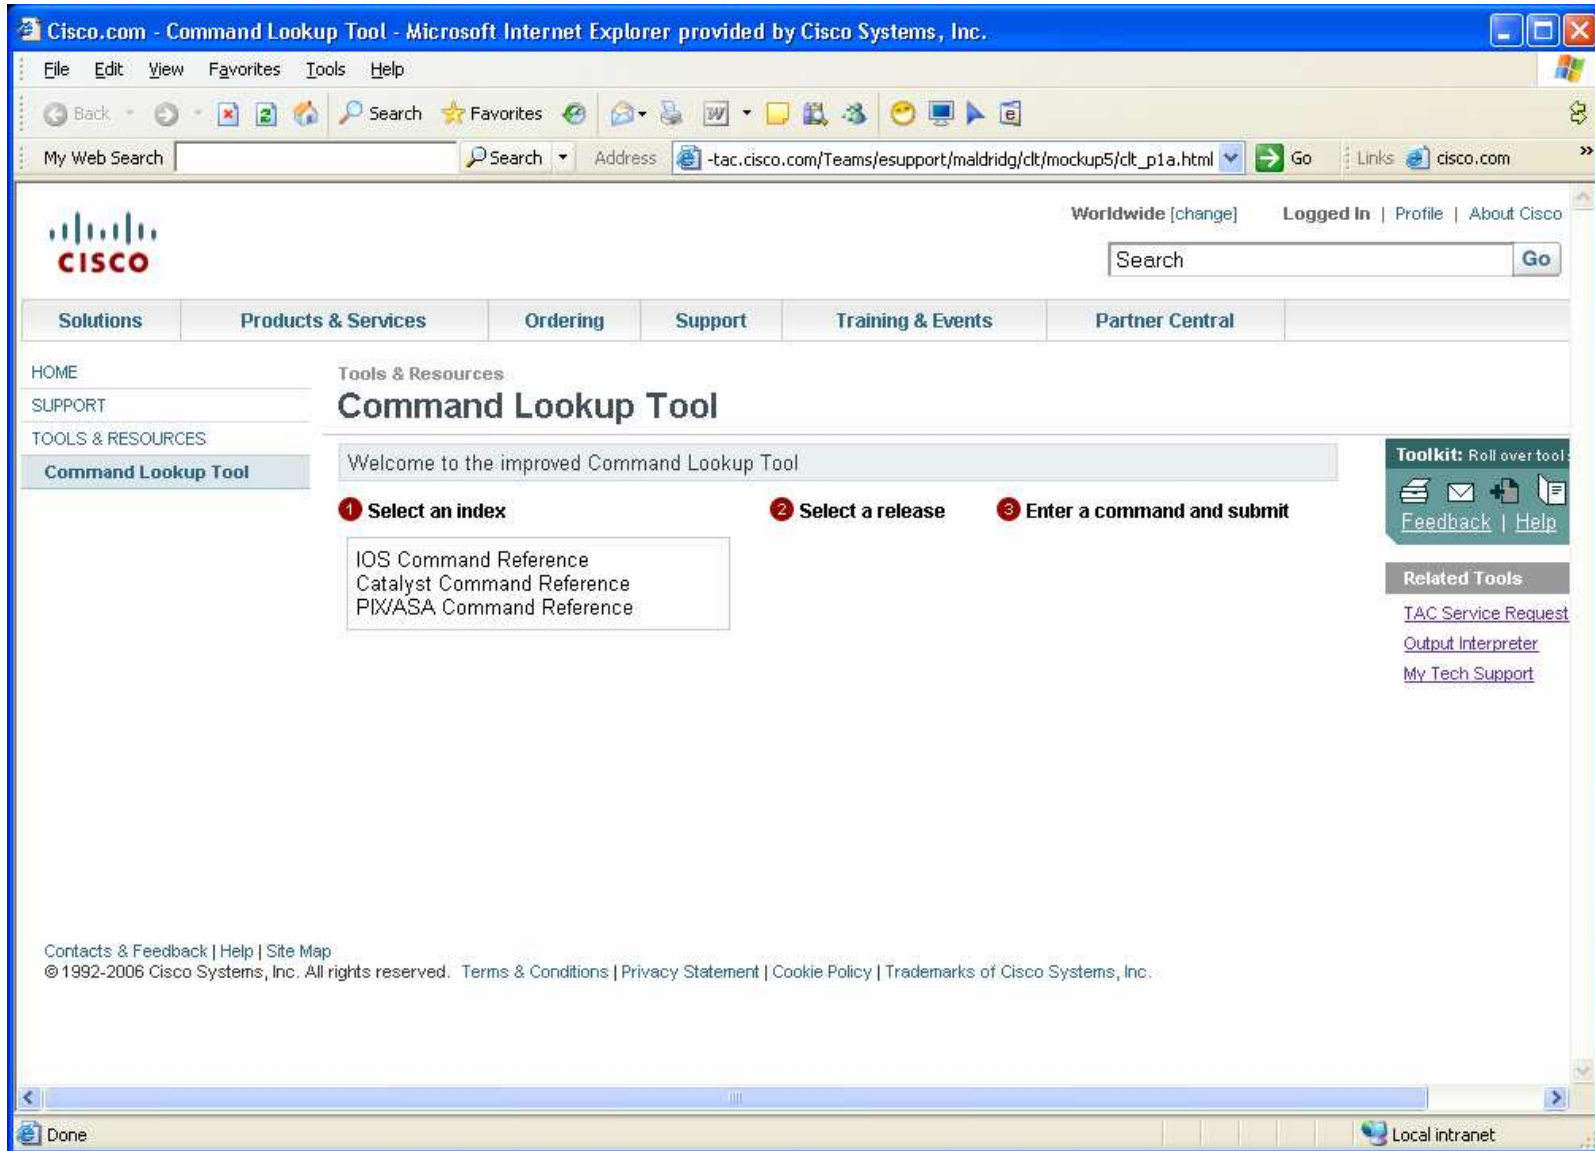 Cisco.com - Command Lookup Tool - Microsoft Internet Explorer provided by Cisco Systems, Inc.
File Edit View Favorites Tools Help
Back Search Favorites
My Web Search Search Address -tac.cisco.com/Teams/esupport/maldridg/clt/mockup5/clt_p1a.html Go Links cisco.com »
Worldwide [change] Logged In | Profile | About Cisco
CISCO
Search Go
Solutions Products & Services Ordering Support Training & Events Partner Central
HOME
SUPPORT
TOOLS & RESOURCES
Command Lookup Tool
Tools & Resources
Command Lookup Tool
Welcome to the improved Command Lookup Tool
1 Select an index 2 Select a release 3 Enter a command and submit
IOS Command Reference
Catalyst Command Reference
PIX/ASA Command Reference
Toolkit: Roll over tool
Feedback | Help
Related Tools
TAC Service Request
Output Interpreter
My Tech Support
Contacts & Feedback | Help | Site Map
© 1992-2006 Cisco Systems, Inc. All rights reserved. Terms & Conditions | Privacy Statement | Cookie Policy | Trademarks of Cisco Systems, Inc.
Done Local intranet